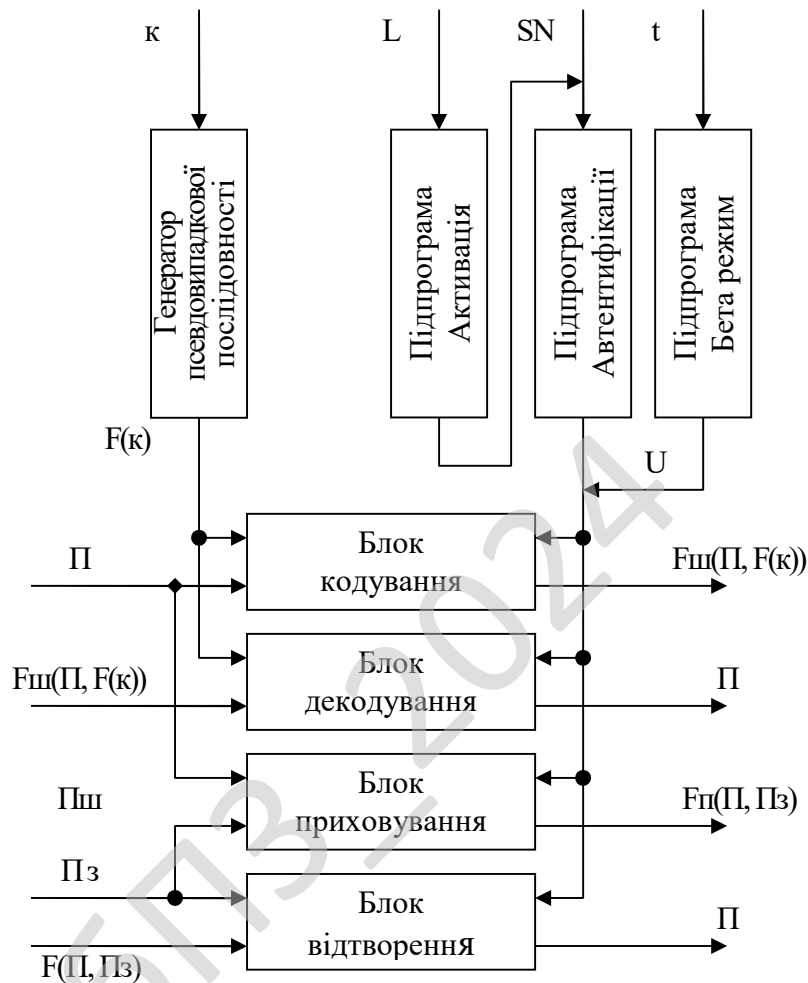 к
L
SN
t
Генератор
псевдовипадкової
послідовності
Підпрограма
Активація
Підпрограма
Автентифікації
Підпрограма
Бета режим
F(к)
U
П
Блок
кодування
Fш(П, F(к))
Fш(П, F(к))
Блок
декодування
П
Пш
Блок
приховування
Fп(П, Пз)
Пз
Блок
відтворення
П
F(П, Пз)
БПЗ_2024